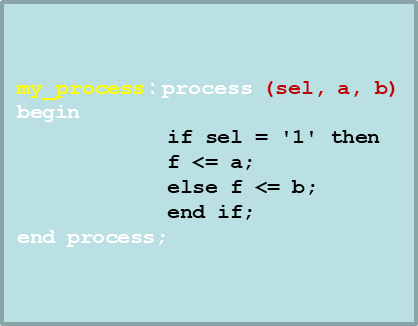 my_process: process (sel, a, b)
begin
if sel = '1' then
f <= a;
else f <= b;
end if;
end process;